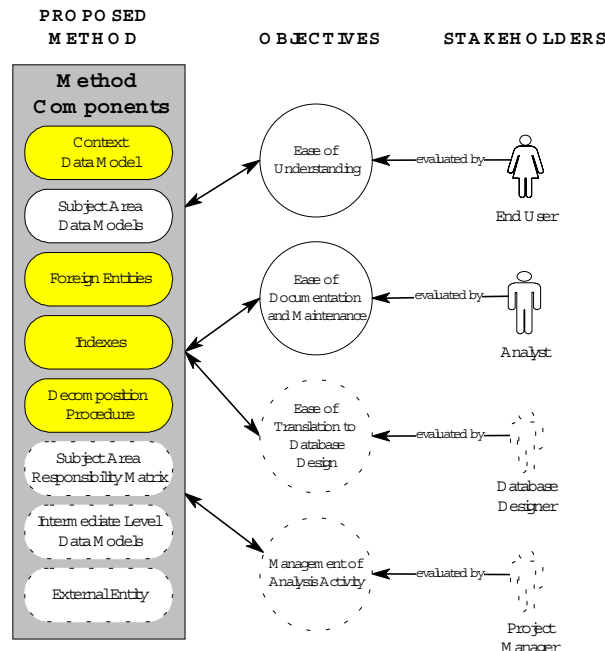 PROPOSED
METHOD
OBJECTIVES
STAKEHOLDERS
Method
Components
Context
Data Model
Subject Area
Data Models
Foreign Entities
Indexes
Decomposition
Procedure
Subject Area
Responsibility Matrix
Intermediate Level
Data Models
External Entity
Ease of
Understanding
evaluated by
End User
Ease of
Documentation
and Maintenance
evaluated by
Analyst
Ease of
Translation to
Database
Design
evaluated by
Database
Designer
Management of
Analysis Activity
evaluated by
Project
Manager